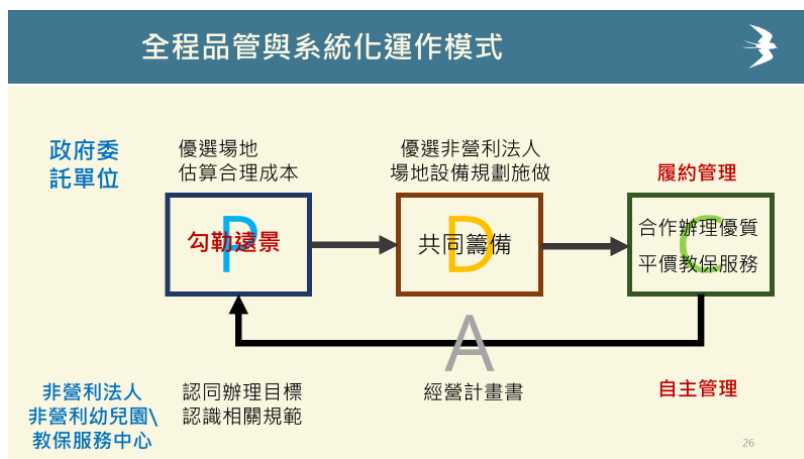 全程品管與系統化運作模式
政府委
託單位
優選場地
估算合理成本
優選非營利法人
場地設備規劃施做
履約管理
P
勾勒遠景
D
共同籌備
C
合作辦理優質
平價教保服務
A
非營利法人
非營利幼兒園\
教保服務中心
認同辦理目標
認識相關規範
經營計畫書
自主管理
26